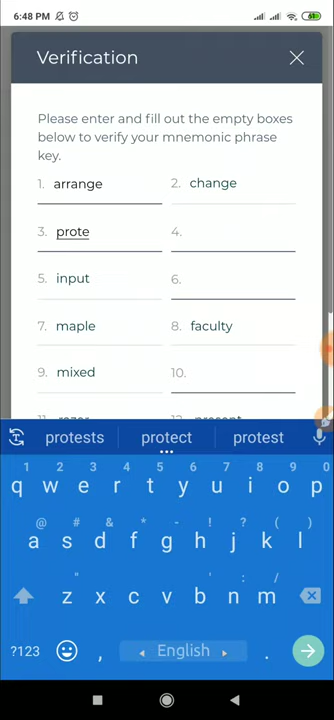 6:48 PM 61
Verification
Please enter and fill out the empty boxes
below to verify your mnemonic phrase
key.
1. arrange 2. change
3. prote 4.
5. input 6.
7. maple 8. faculty
9. mixed 10.
protests protect protest
1 2 3 4 5 6 7 8 9 0
q w e r t y u i o p
@ # & * - ! ? ( )
a s d f g h j k l
" ' : /
z x c v b n m
?123 , English .